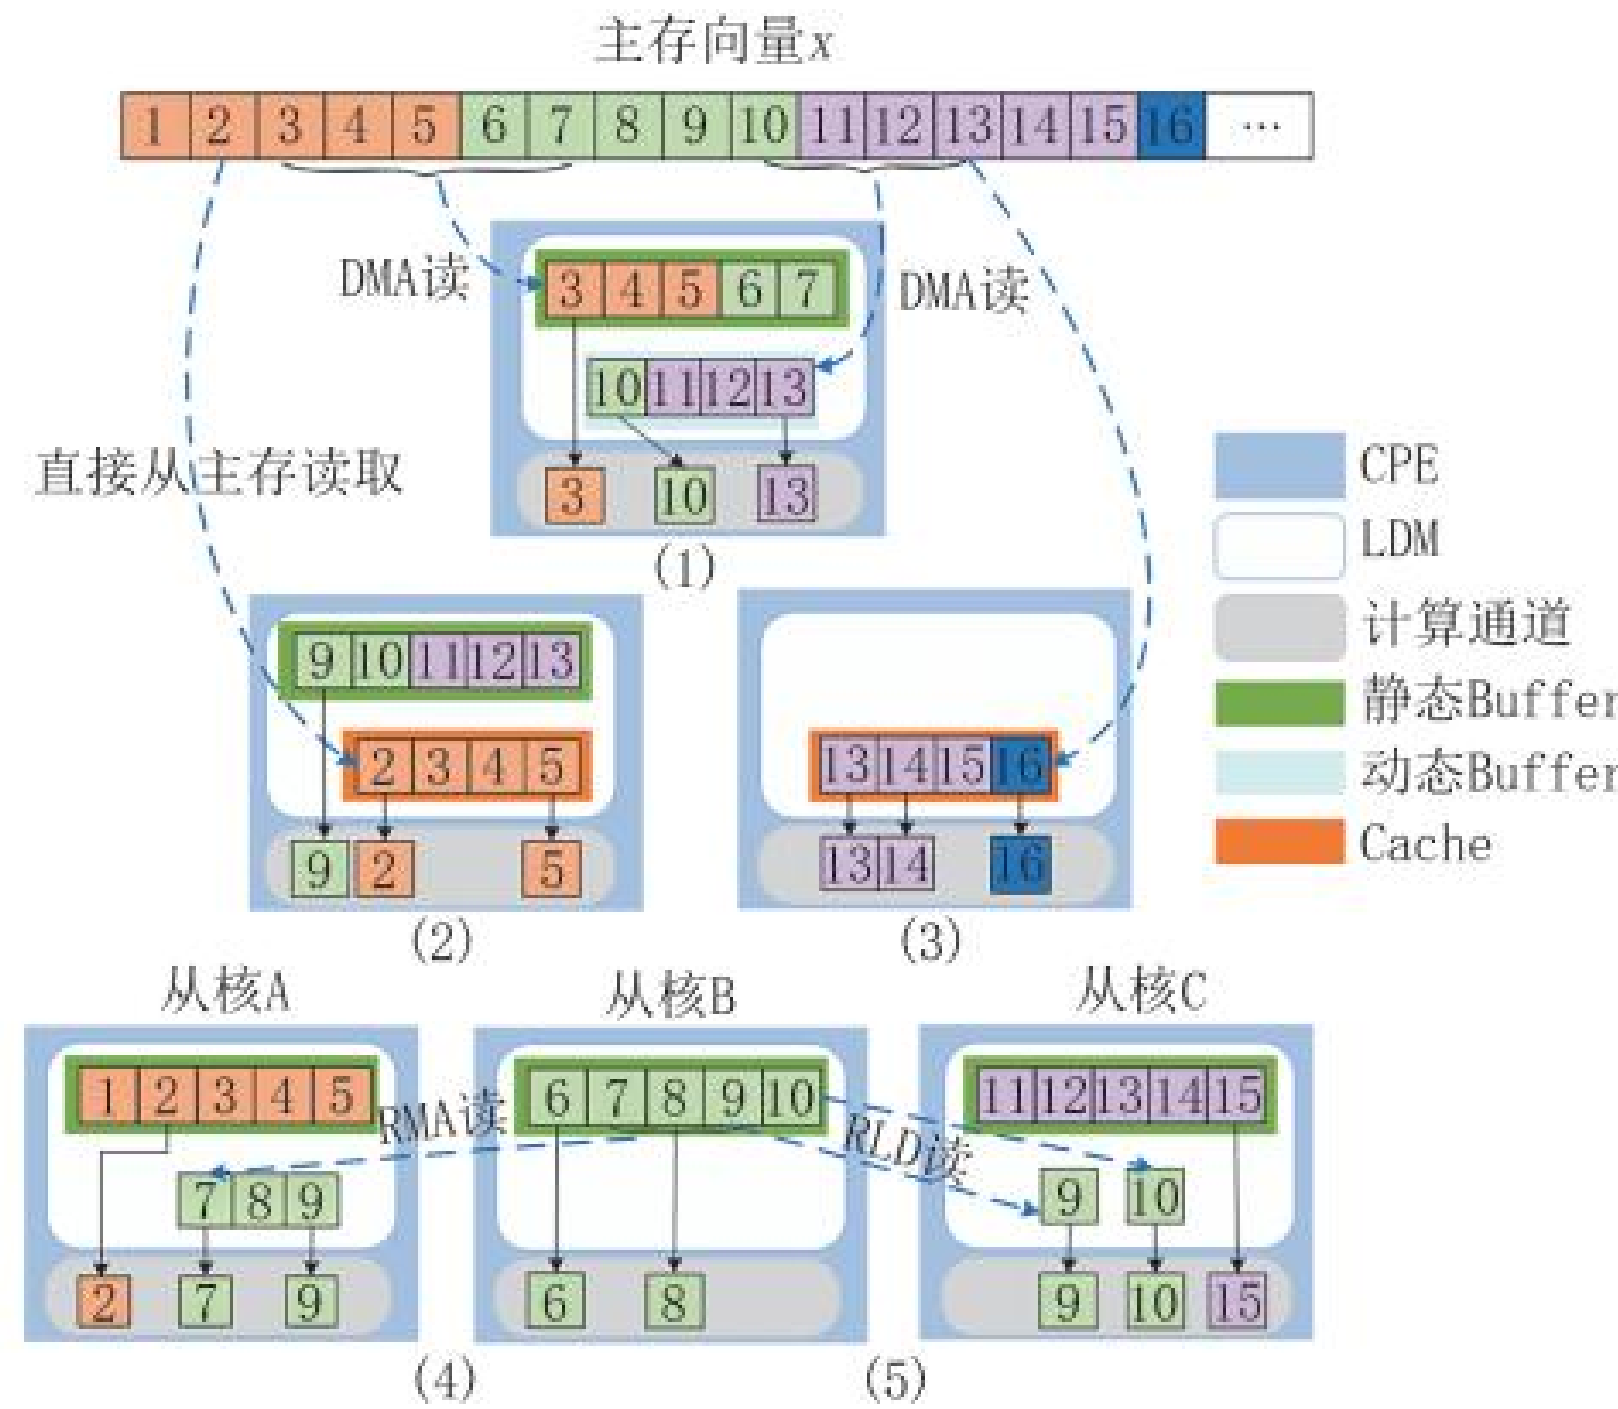 主存向量x
1 2 3 4 5 6 7 8 9 10 11 12 13 14 15 16 ...
DMA读
3 4 5 6 7
DMA读
10 11 12 13
直接从主存读取
3 10 13
(1)
CPE
LDM
计算通道
静态Buffer
动态Buffer
Cache
9 10 11 12 13
2 3 4 5
9 2 5
(2)
13 14 15 16
13 14 16
(3)
从核A
从核B
从核C
1 2 3 4 5
RMA读
6 7 8 9 10
RLD读
11 12 13 14 15
7 8 9
9 10
2 7 9
6 8
9 10 15
(4)
(5)